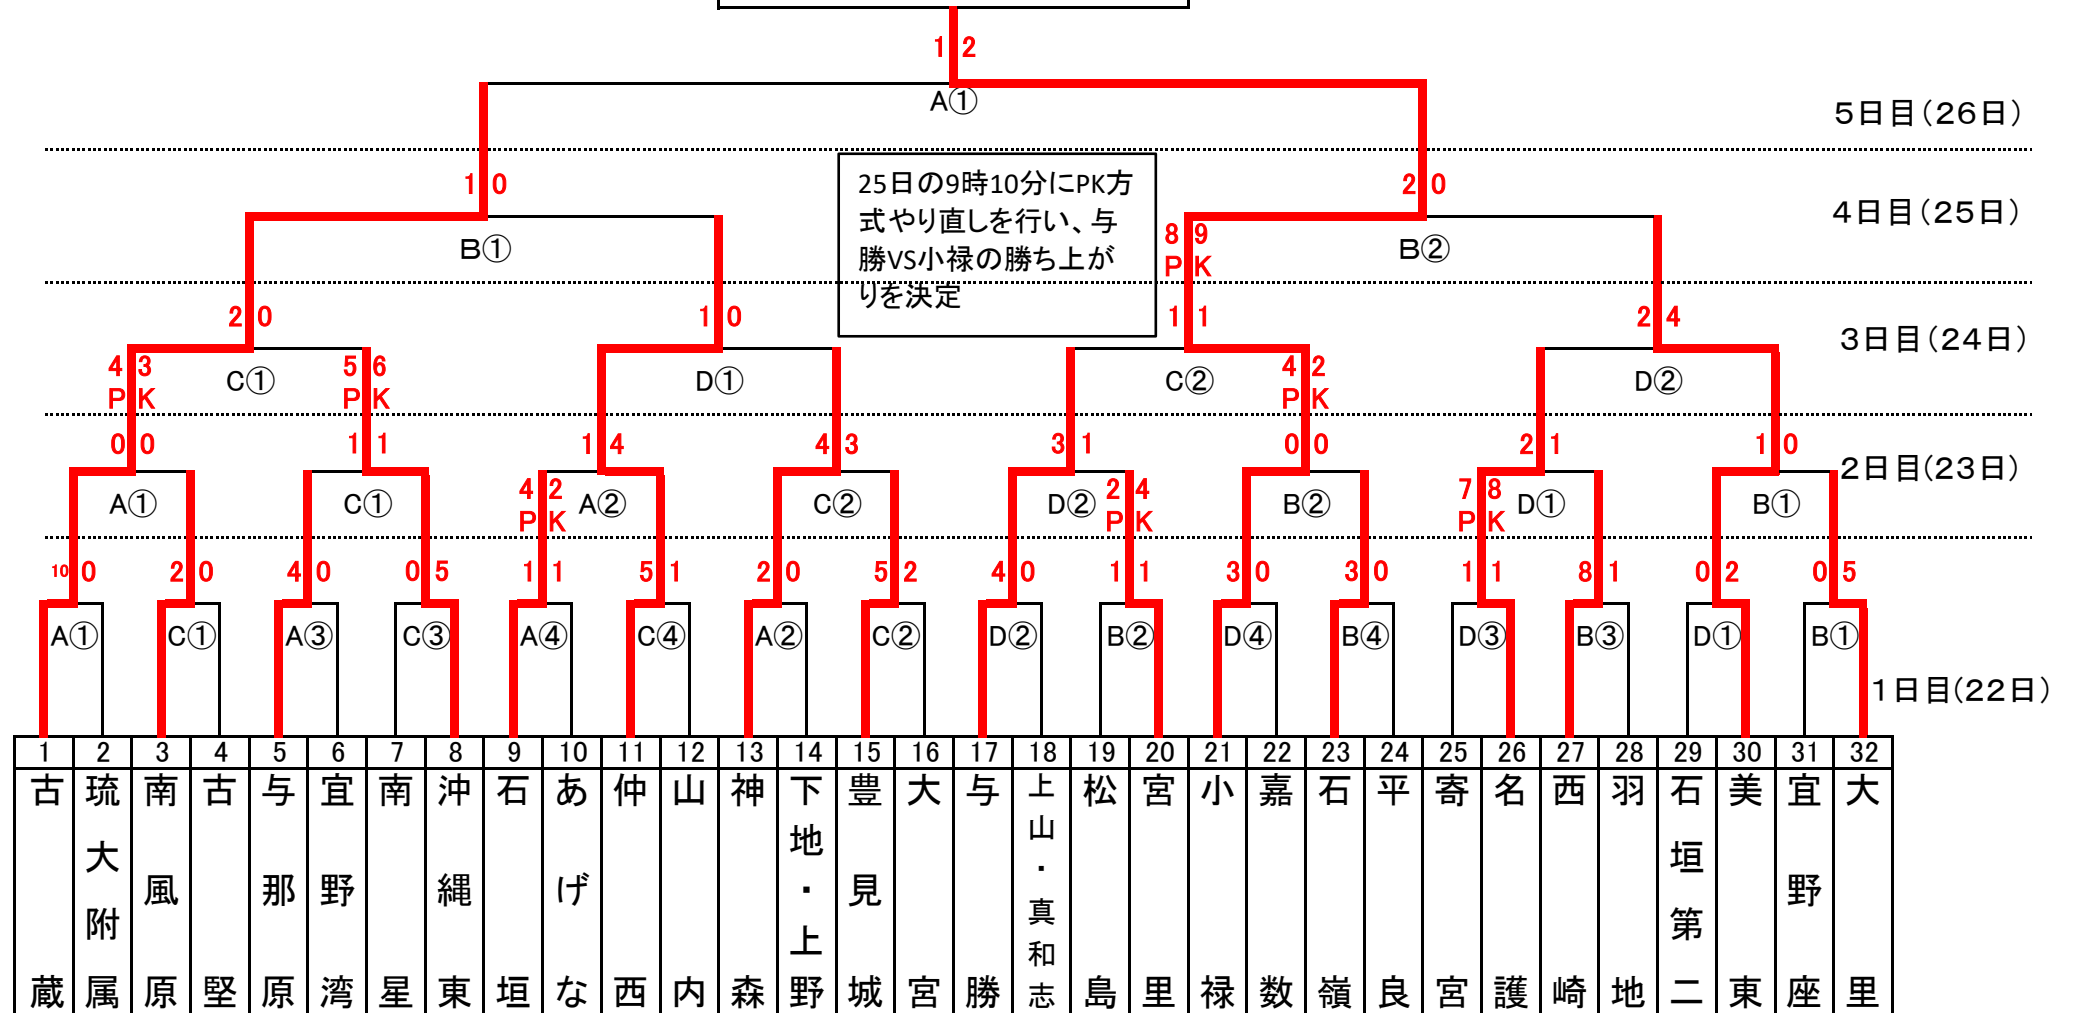 1 2
A①
5日目(26日)
1 0
2 0
25日の9時10分にPK方
式やり直しを行い、与
勝VS小禄の勝ち上が
りを決定
4日目(25日)
B①
8 9
P K
B②
2 0
1 0
1 1
2 4
3日目(24日)
4 3
P K
C①
5 6
P K
D①
C②
4 2
P K
D②
0 0
1 1
1 4
4 3
3 1
0 0
2 1
1 0
2日目(23日)
A①
C①
4 2
P K
A②
C②
D②
2 4
P K
B②
7 8
P K
D①
B①
10 0
2 0
4 0
0 5
1 1
5 1
2 0
5 2
4 0
1 1
3 0
3 0
1 1
8 1
0 2
0 5
A①
C①
A③
C③
A④
C④
A②
C②
D②
B②
D④
B④
D③
B③
D①
B①
1日目(22日)
1 2 3 4 5 6 7 8 9 10 11 12 13 14 15 16 17 18 19 20 21 22 23 24 25 26 27 28 29 30 31 32
古蔵
琉大附属
南風原
古堅
与那原
宜野湾
南星
沖縄東
石垣
あげな
仲西
山内
神森
下地・上野
豊見城
大宮
与勝
上山・真和志
松島
宮里
小禄
嘉数
石嶺
平良
寄宮
名護
西崎
羽地
石垣第二
美東
宜野座
大里